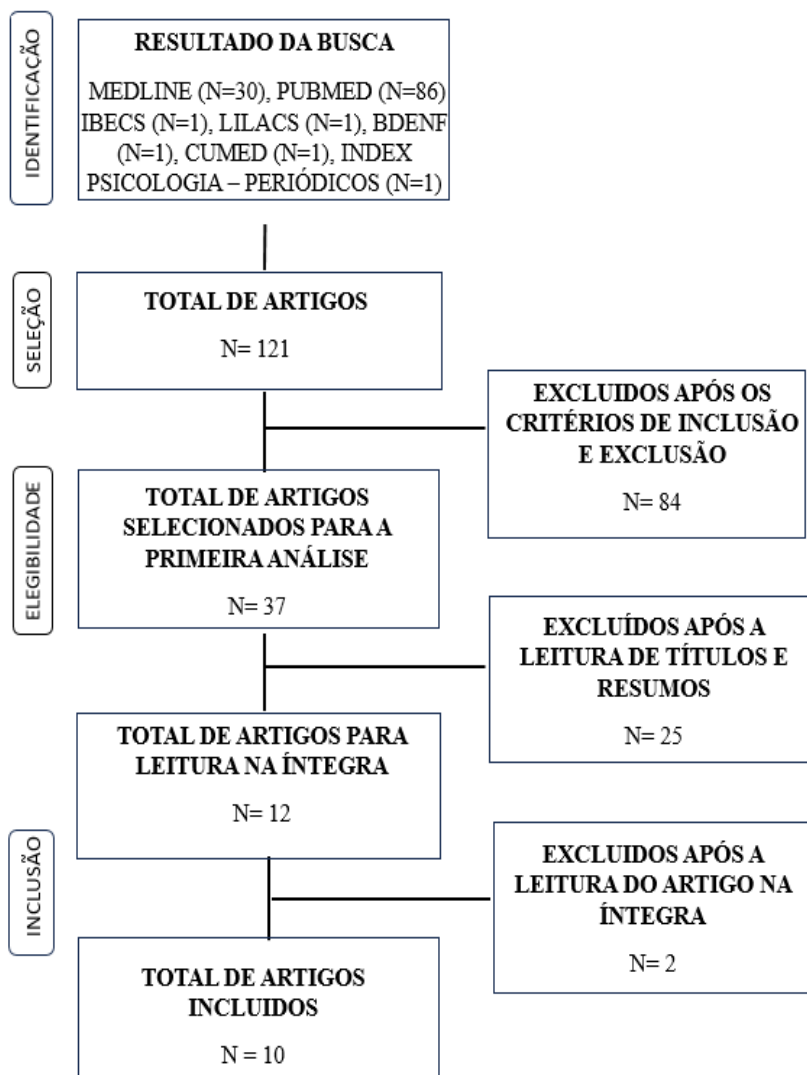 IDENTIFICAÇÃO
RESULTADO DA BUSCA
MEDLINE (N=30), PUBMED (N=86)
IBECS (N=1), LILACS (N=1), BDENF
(N=1), CUMED (N=1), INDEX
PSICOLOGIA – PERIÓDICOS (N=1)
SELEÇÃO
TOTAL DE ARTIGOS
N= 121
EXCLUIDOS APÓS OS
CRITÉRIOS DE INCLUSÃO
E EXCLUSÃO
N= 84
ELEGIBILIDADE
TOTAL DE ARTIGOS
SELECIONADOS PARA A
PRIMEIRA ANÁLISE
N= 37
EXCLUÍDOS APÓS A
LEITURA DE TÍTULOS E
RESUMOS
N= 25
TOTAL DE ARTIGOS PARA
LEITURA NA ÍNTEGRA
N= 12
INCLUSÃO
EXCLUIDOS APÓS A
LEITURA DO ARTIGO NA
ÍNTEGRA
N= 2
TOTAL DE ARTIGOS
INCLUIDOS
N = 10